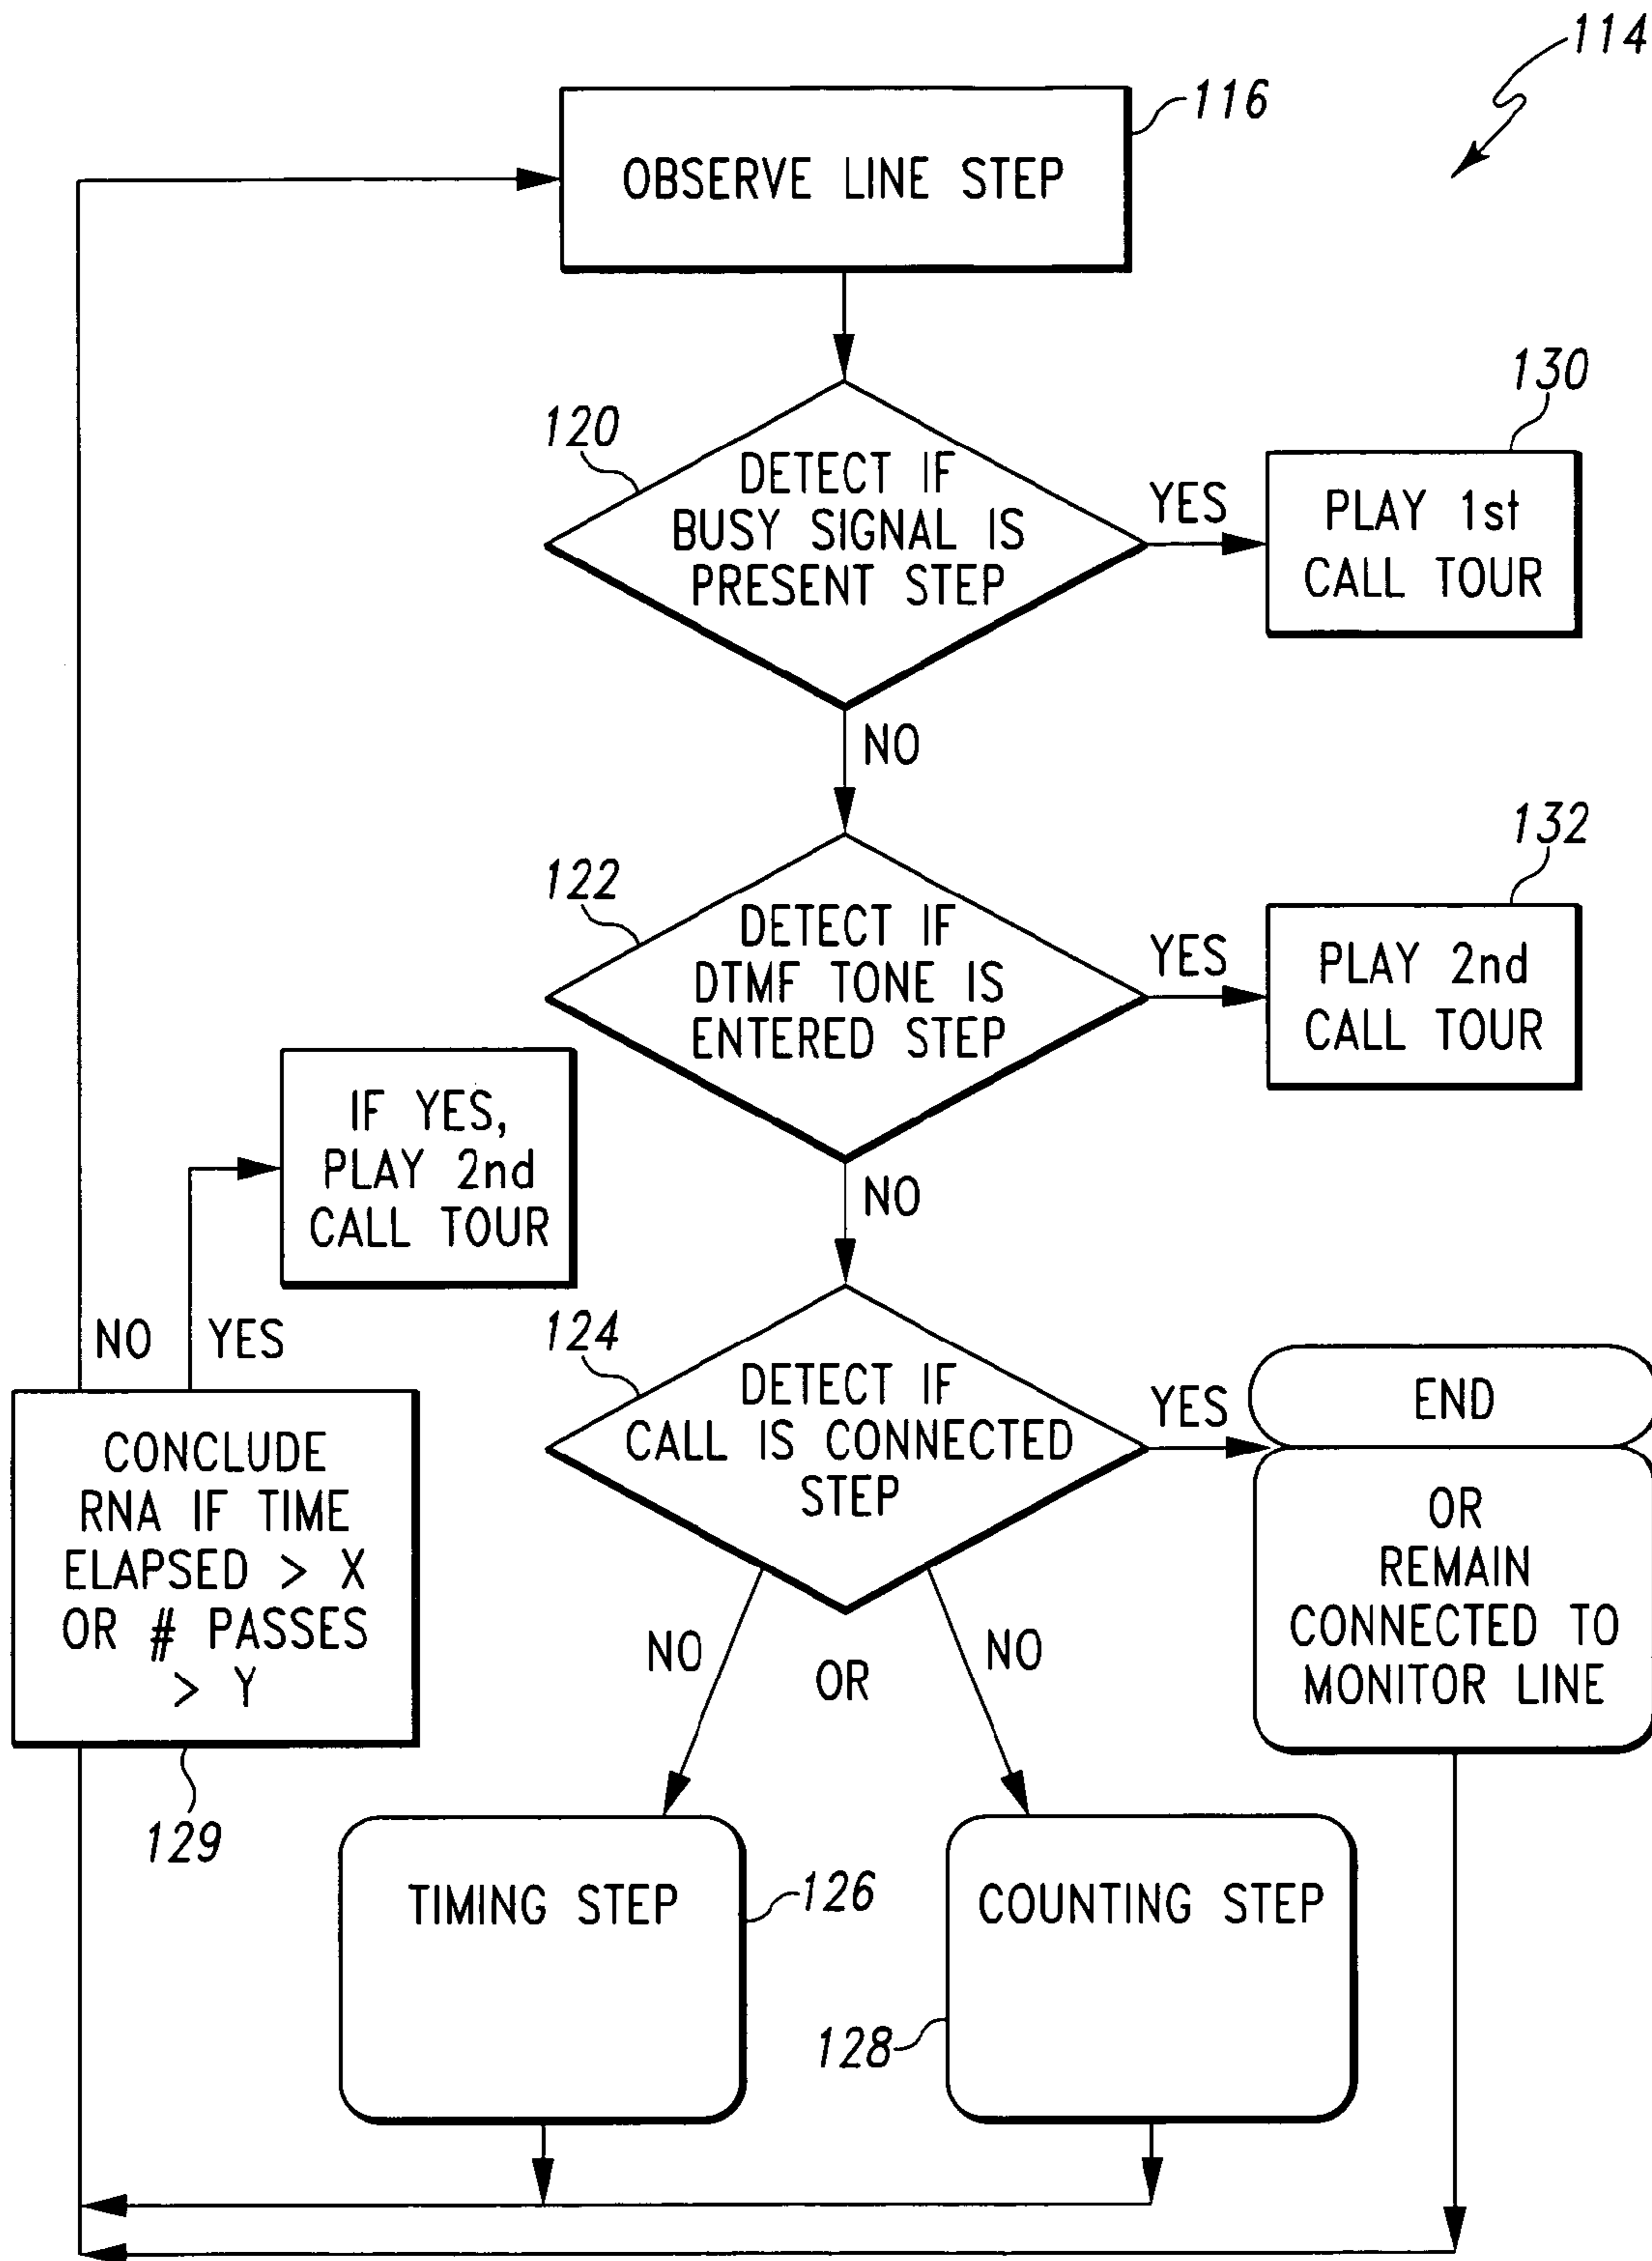 114
116
OBSERVE LINE STEP
120
DETECT IF
BUSY SIGNAL IS
PRESENT STEP
YES
130
PLAY 1st
CALL TOUR
NO
122
DETECT IF
DTMF TONE IS
ENTERED STEP
YES
132
PLAY 2nd
CALL TOUR
IF YES,
PLAY 2nd
CALL TOUR
NO
NO
YES
124
DETECT IF
CALL IS CONNECTED
STEP
YES
END
OR
REMAIN
CONNECTED TO
MONITOR LINE
CONCLUDE
RNA IF TIME
ELAPSED > X
OR # PASSES
> Y
129
NO
OR
NO
TIMING STEP
126
COUNTING STEP
128